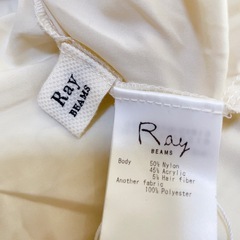 Ray
BEAMS
Ray
BEAMS
Body 50% Nylon
45% Acrylic
5% Hair fiber
Another fabric
100% Polyester